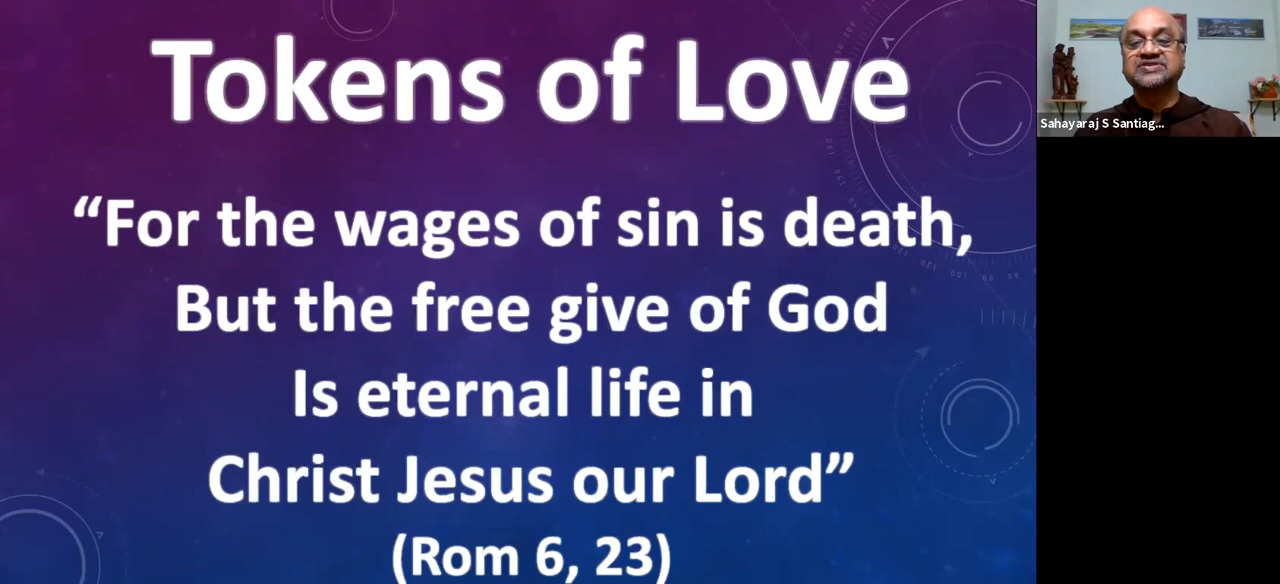 Tokens of Love
“For the wages of sin is death,
But the free give of God
Is eternal life in
Christ Jesus our Lord”
(Rom 6, 23)
Sahayaraj S Santiag...